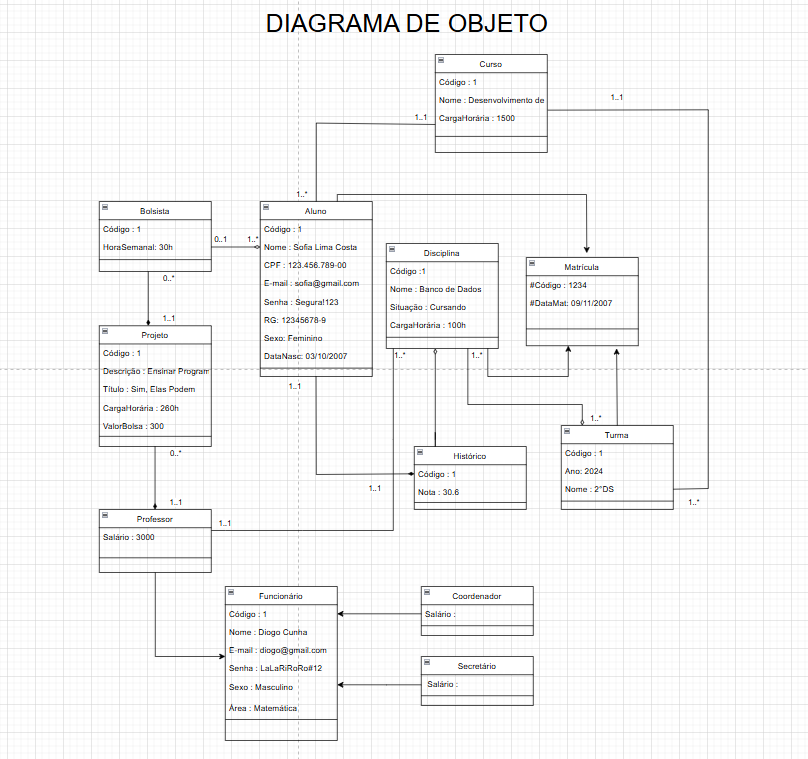 DIAGRAMA DE OBJETO
Curso
Código : 1
Nome : Desenvolvimento de
CargaHorária : 1500
1..1
1..1
1..*
Bolsista
Código : 1
HoraSemanal: 30h
0..1
1..*
0..*
Aluno
Código : 1
Nome : Sofia Lima Costa
CPF : 123.456.789-00
E-mail : sofia@gmail.com
Senha : Segura!123
RG: 12345678-9
Sexo: Feminino
DataNasc: 03/10/2007
1..1
Disciplina
Código :1
Nome : Banco de Dados
Situação : Cursando
CargaHorária : 100h
1..*
1..*
Matrícula
#Código : 1234
#DataMat: 09/11/2007
1..1
Projeto
Código : 1
Descrição : Ensinar Program
Título : Sim, Elas Podem
CargaHorária : 260h
ValorBolsa : 300
0..*
1..*
Turma
Código : 1
Ano: 2024
Nome : 2°DS
1..*
Histórico
Código : 1
Nota : 30.6
1..1
1..1
Professor
Salário : 3000
1..1
Funcionário
Código : 1
Nome : Diogo Cunha
E-mail : diogo@gmail.com
Senha : LaLaRiRoRo#12
Sexo : Masculino
Área : Matemática
Coordenador
Salário :
Secretário
Salário :